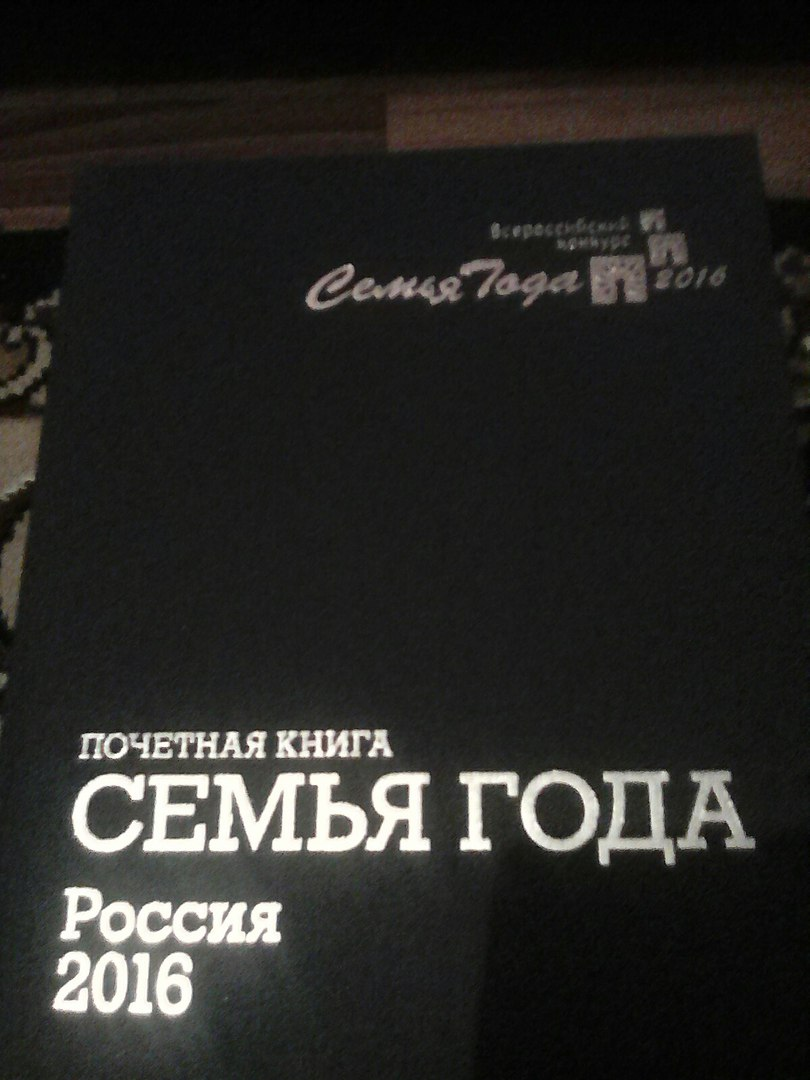 Всероссийский
конкурс
Семья Года 2016
ПОЧЕТНАЯ КНИГА
СЕМЬЯ ГОДА
Россия
2016